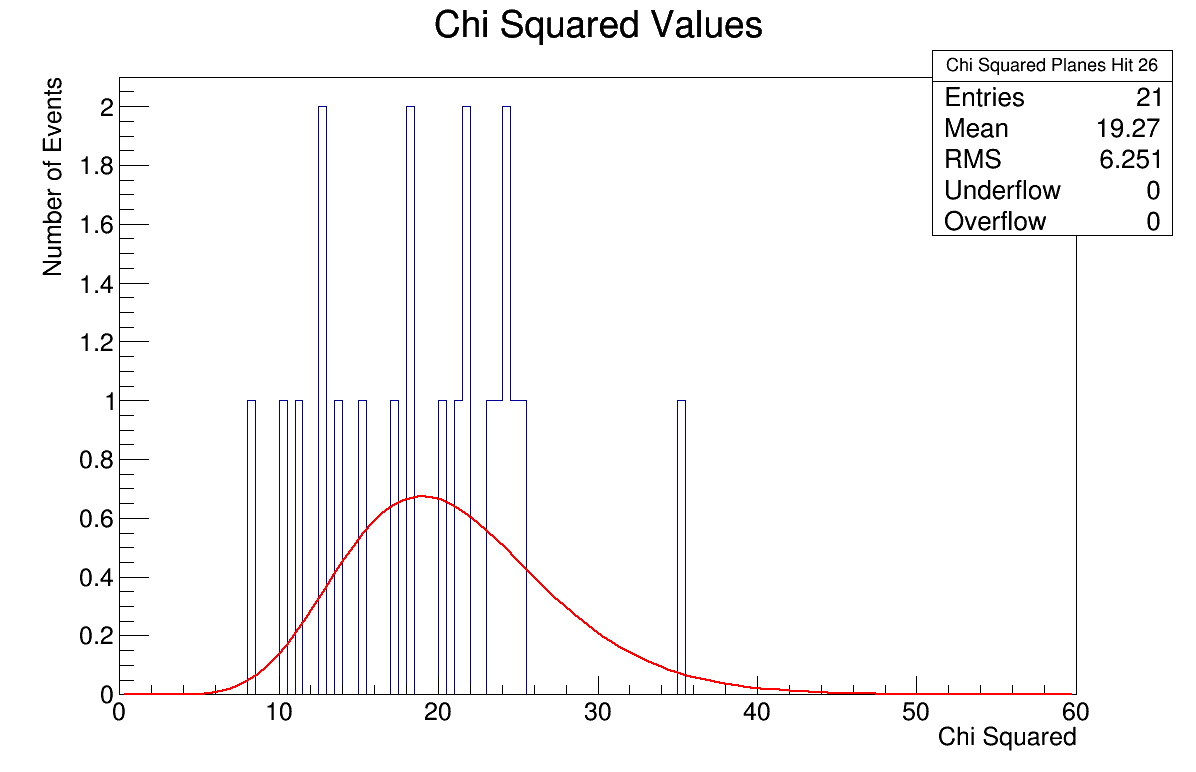 Chi Squared Values
Chi Squared Planes Hit 26
Entries 21
Mean 19.27
RMS 6.251
Underflow 0
Overflow 0
Number of Events
2
1.8
1.6
1.4
1.2
1
0.8
0.6
0.4
0.2
0
0 10 20 30 40 50 60
Chi Squared